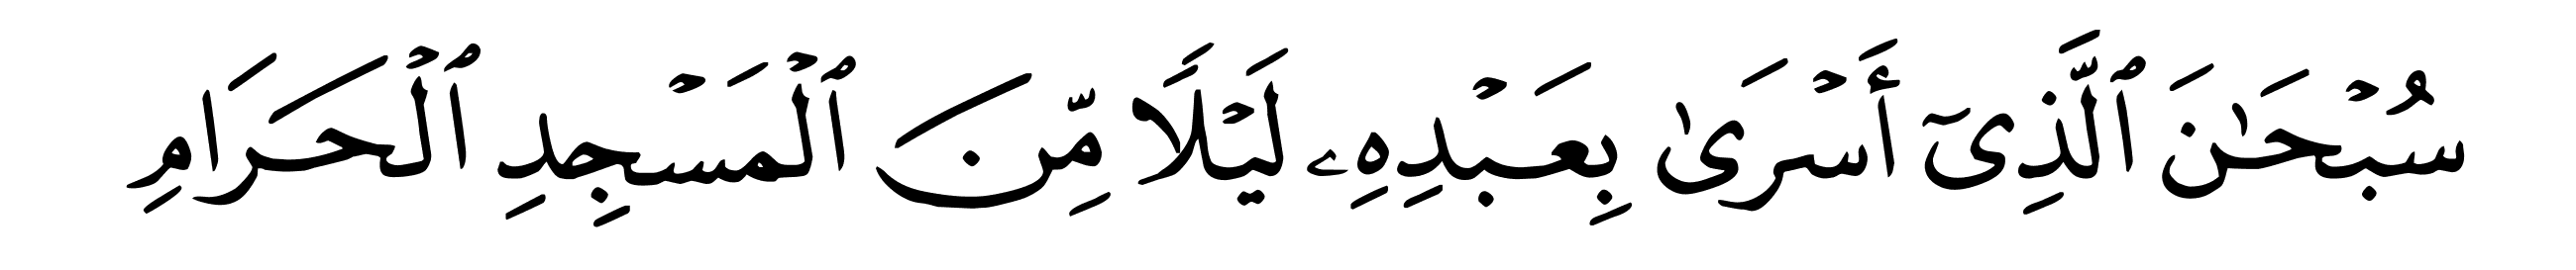 سُبْحَٰنَ ٱلَّذِىٓ أَسْرَىٰ بِعَبْدِهِۦ لَيْلًا مِّنَ ٱلْمَسْجِدِ ٱلْحَرَامِ